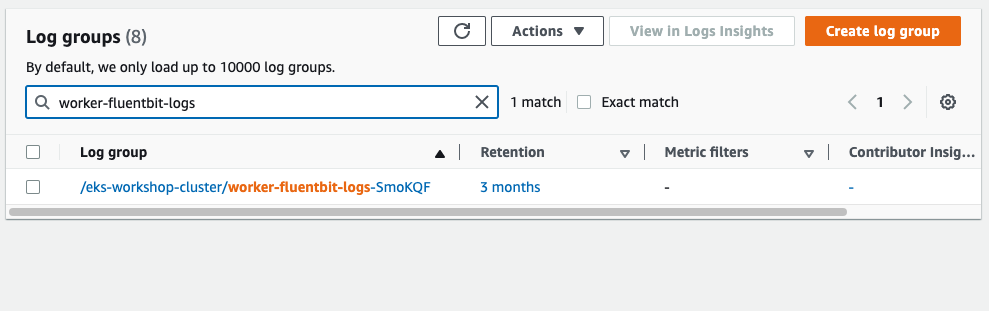 Log groups (8)
Actions
View in Logs Insights
Create log group
By default, we only load up to 10000 log groups.
worker-fluentbit-logs
1 match
Exact match
1
Log group
Retention
Metric filters
Contributor Insig...
/eks-workshop-cluster/worker-fluentbit-logs-SmoKQF
3 months
-
-